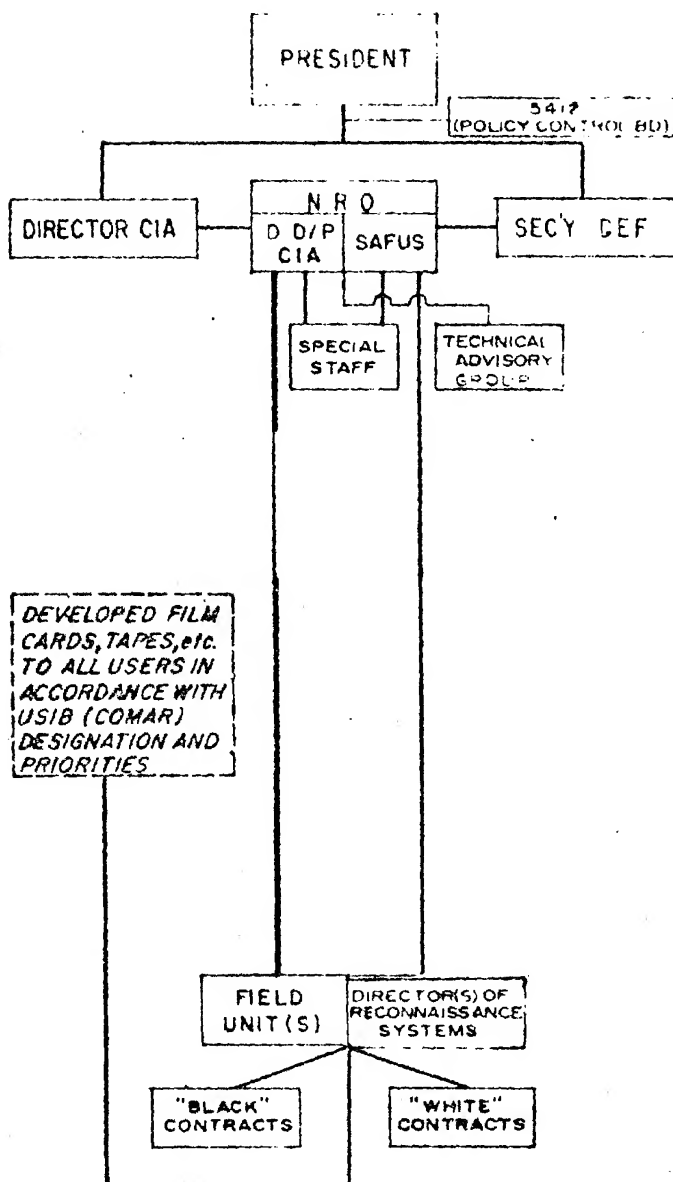 PRESIDENT
5412
(POLICY CONTROL BD)
DIRECTOR CIA
N R O
D D/P
CIA
SAFUS
SEC'Y DEF
SPECIAL
STAFF
TECHNICAL
ADVISORY
GROUP
DEVELOPED FILM
CARDS, TAPES, etc.
TO ALL USERS IN
ACCORDANCE WITH
USIB (COMAR)
DESIGNATION AND
PRIORITIES
FIELD
UNIT(S)
DIRECTOR(S) OF
RECONNAISSANCE
SYSTEMS
"BLACK"
CONTRACTS
"WHITE"
CONTRACTS